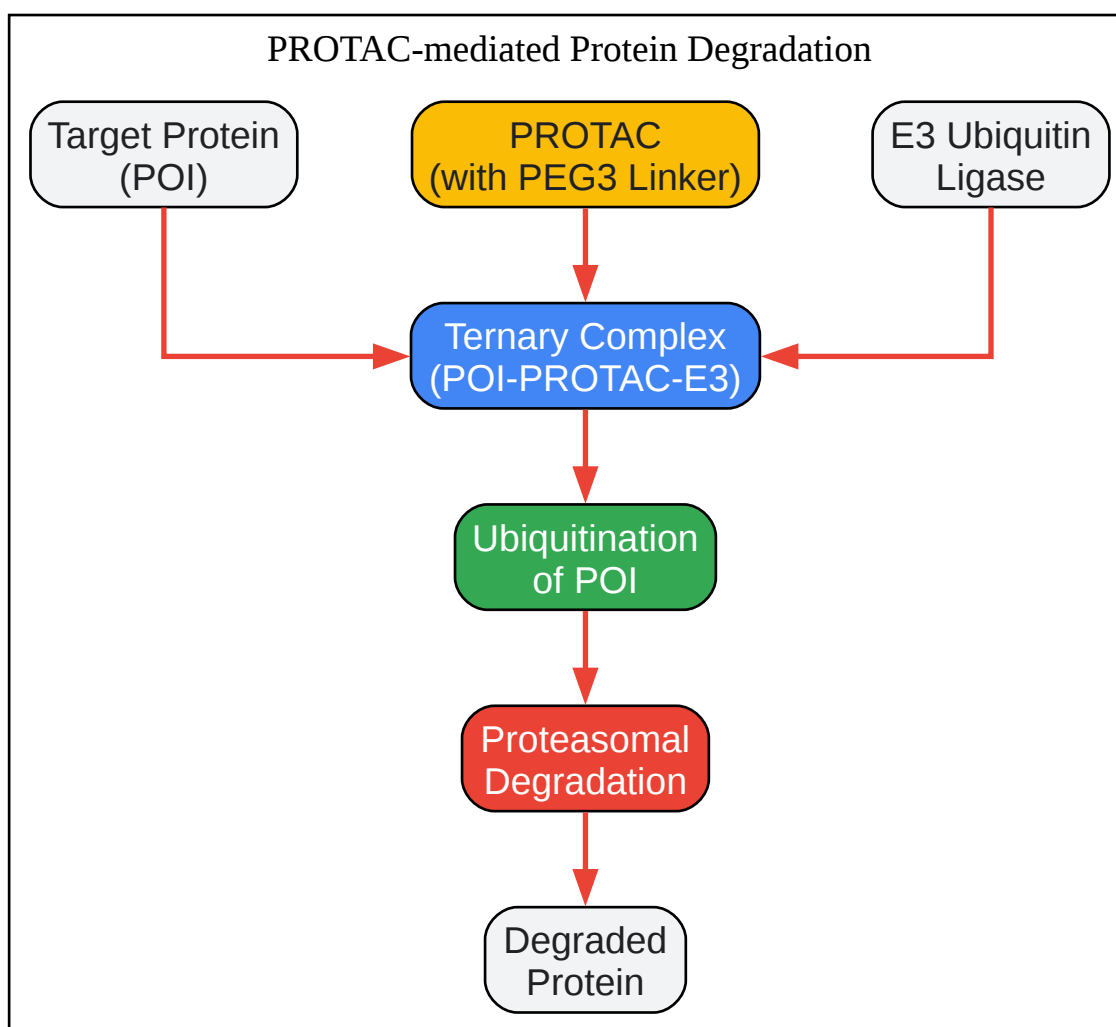 PROTAC-mediated Protein Degradation
Target Protein
(POI)
PROTAC
(with PEG3 Linker)
E3 Ubiquitin
Ligase
Ternary Complex
(POI-PROTAC-E3)
Ubiquitination
of POI
Proteasomal
Degradation
Degraded
Protein